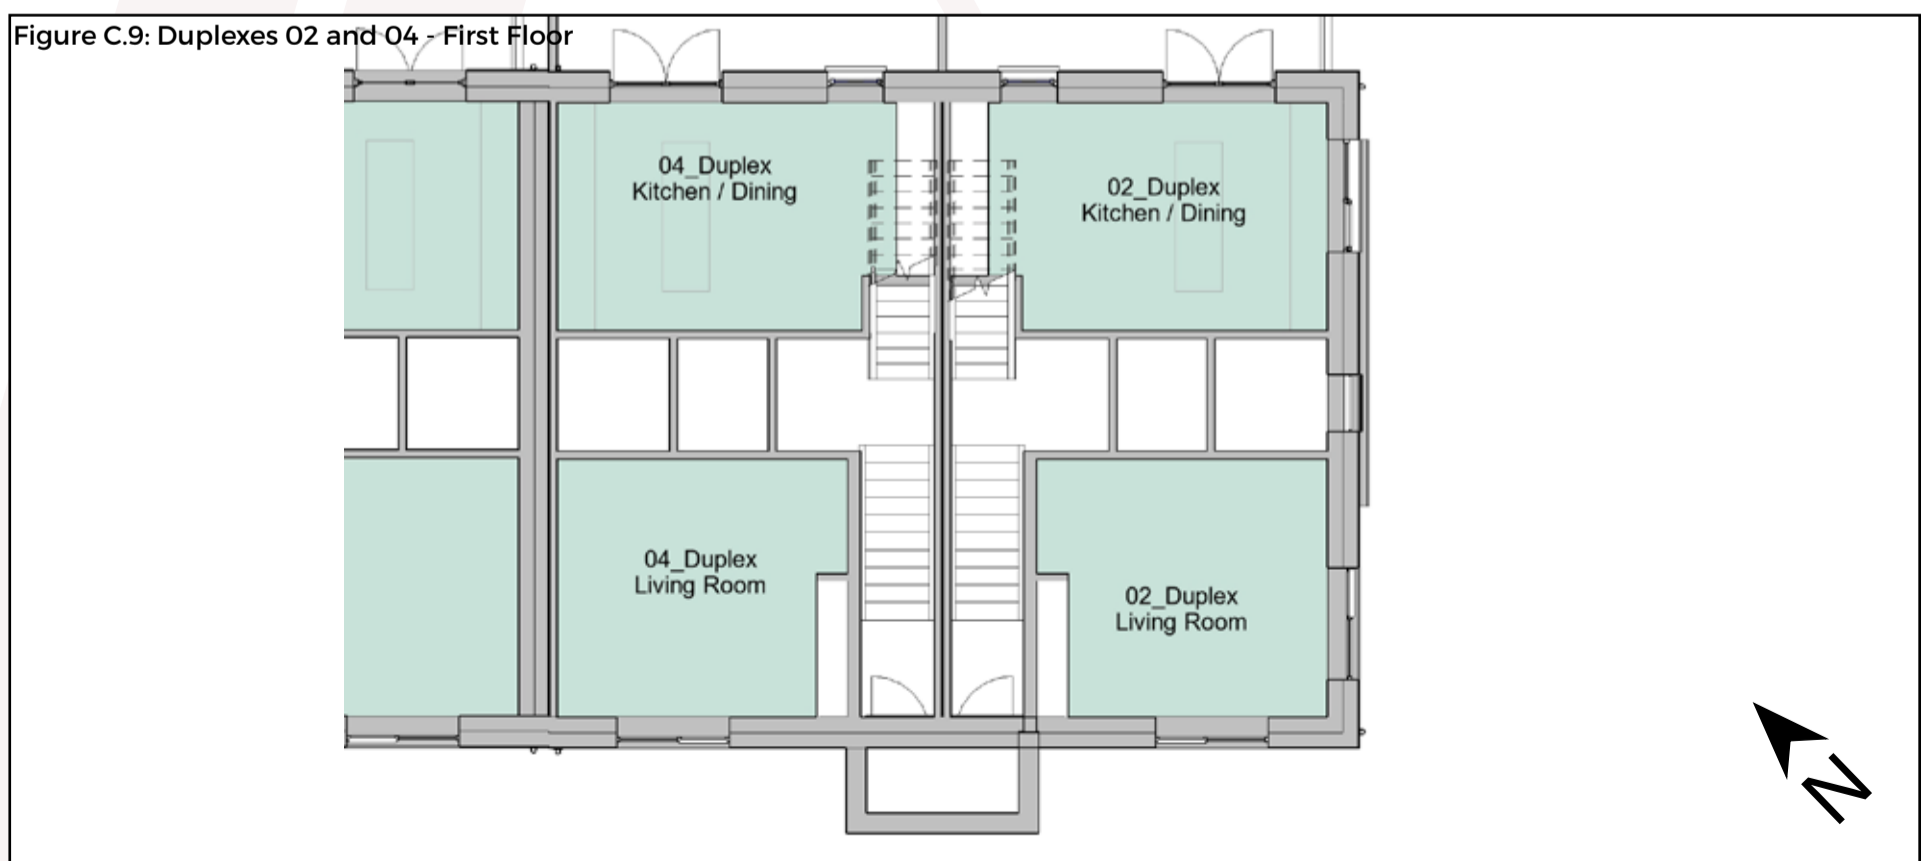 Figure C.9: Duplexes 02 and 04 - First Floor
04_Duplex
Kitchen / Dining
02_Duplex
Kitchen / Dining
04_Duplex
Living Room
02_Duplex
Living Room
N